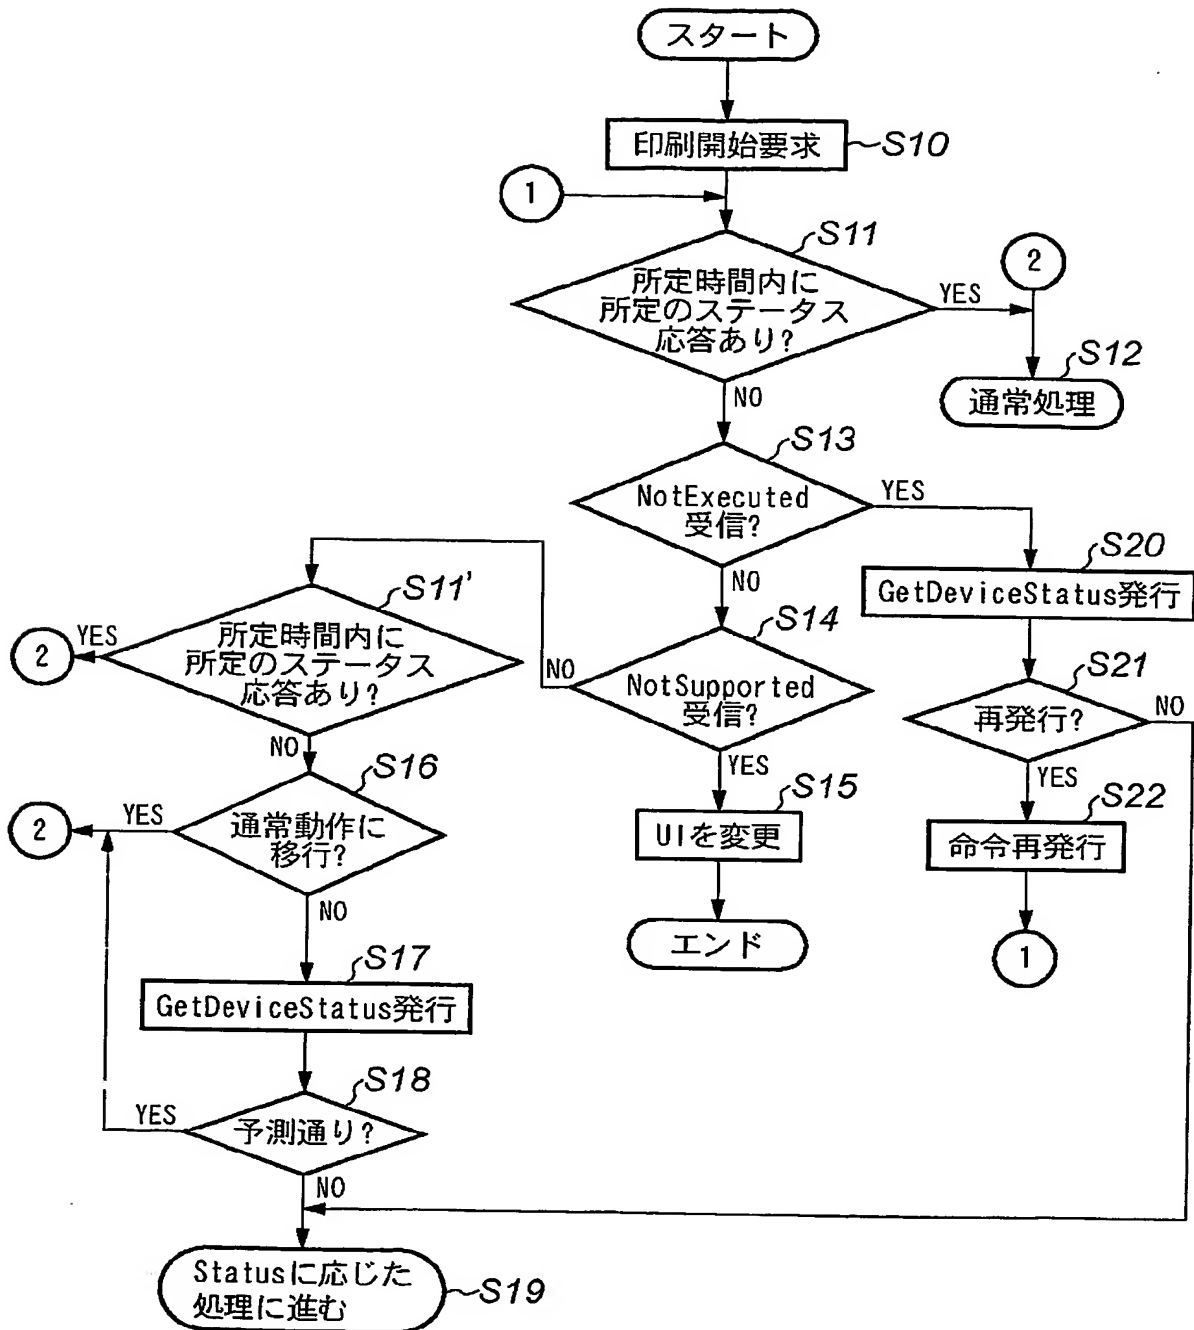 スタート
印刷開始要求
S10
1
S11
所定時間内に
所定のステータス
応答あり?
YES
2
NO
S12
通常処理
S13
NotExecuted
受信?
YES
NO
S20
GetDeviceStatus発行
S11'
所定時間内に
所定のステータス
応答あり?
YES
2
NO
S14
NotSupported
受信?
NO
YES
S21
再発行?
NO
YES
S16
通常動作に
移行?
YES
2
NO
S15
UIを変更
エンド
S22
命令再発行
1
S17
GetDeviceStatus発行
S18
予測通り?
YES
NO
Statusに応じた
処理に進む
S19